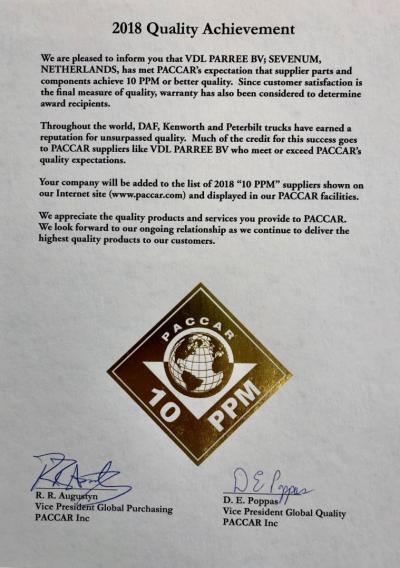 2018 Quality Achievement
We are pleased to inform you that VDL PARREE BV; SEVENUM,
NETHERLANDS, has met PACCAR's expectation that supplier parts and
components achieve 10 PPM or better quality. Since customer satisfaction is
the final measure of quality, warranty has also been considered to determine
award recipients.
Throughout the world, DAF, Kenworth and Peterbilt trucks have earned a
reputation for unsurpassed quality. Much of the credit for this success goes
to PACCAR suppliers like VDL PARREE BV who meet or exceed PACCAR's
quality expectations.
Your company will be added to the list of 2018 "10 PPM" suppliers shown on
our Internet site (www.paccar.com) and displayed in our PACCAR facilities.
We appreciate the quality products and services you provide to PACCAR.
We look forward to our ongoing relationship as we continue to deliver the
highest quality products to our customers.
PACCAR
10 PPM
D E Poppas
R. R. Augustyn
Vice President Global Purchasing
PACCAR Inc
D. E. Poppas
Vice President Global Quality
PACCAR Inc